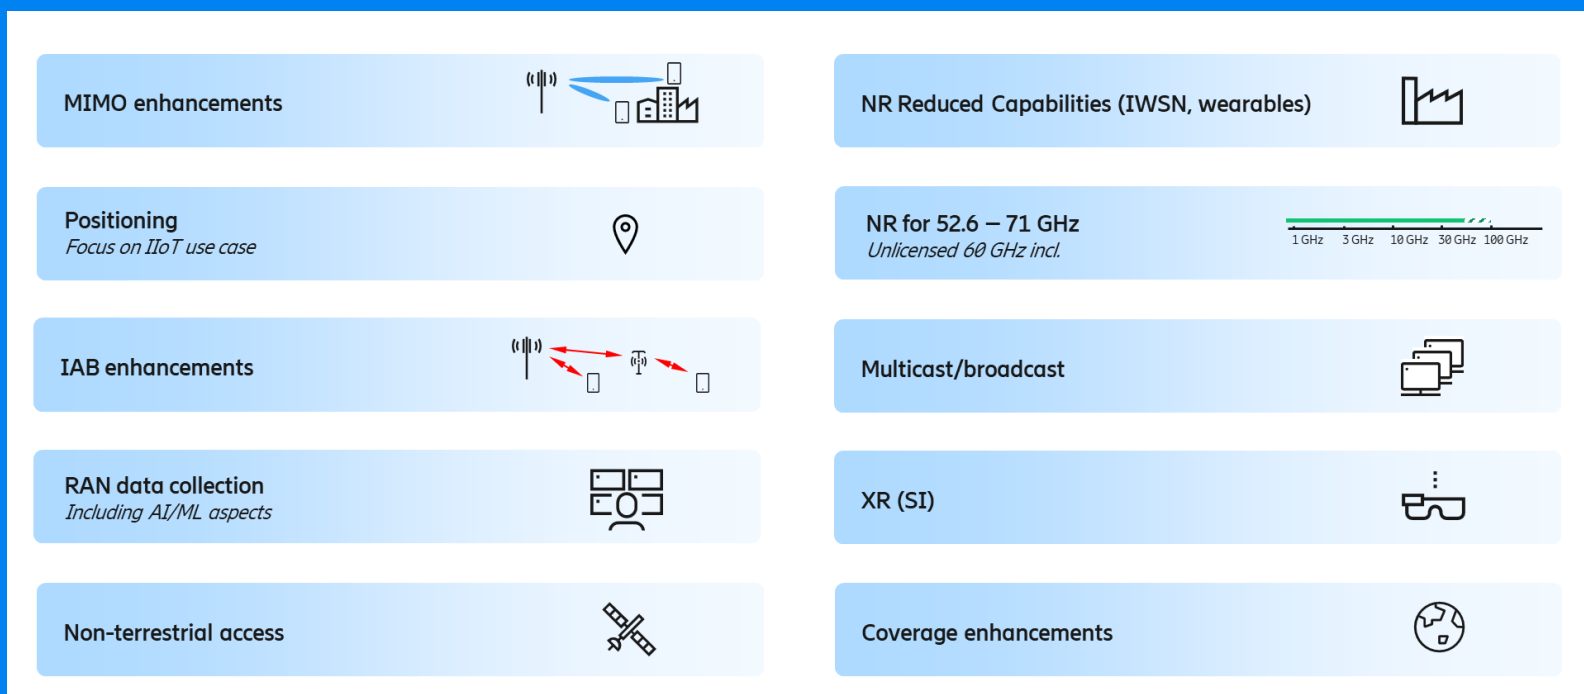 MIMO enhancements
Positioning
Focus on IIoT use case
IAB enhancements
RAN data collection
Including AI/ML aspects
Non-terrestrial access
NR Reduced Capabilities (IWSN, wearables)
NR for 52.6 – 71 GHz
Unlicensed 60 GHz incl.
1 GHz 3 GHz 10 GHz 30 GHz 100 GHz
Multicast/broadcast
XR (SI)
Coverage enhancements